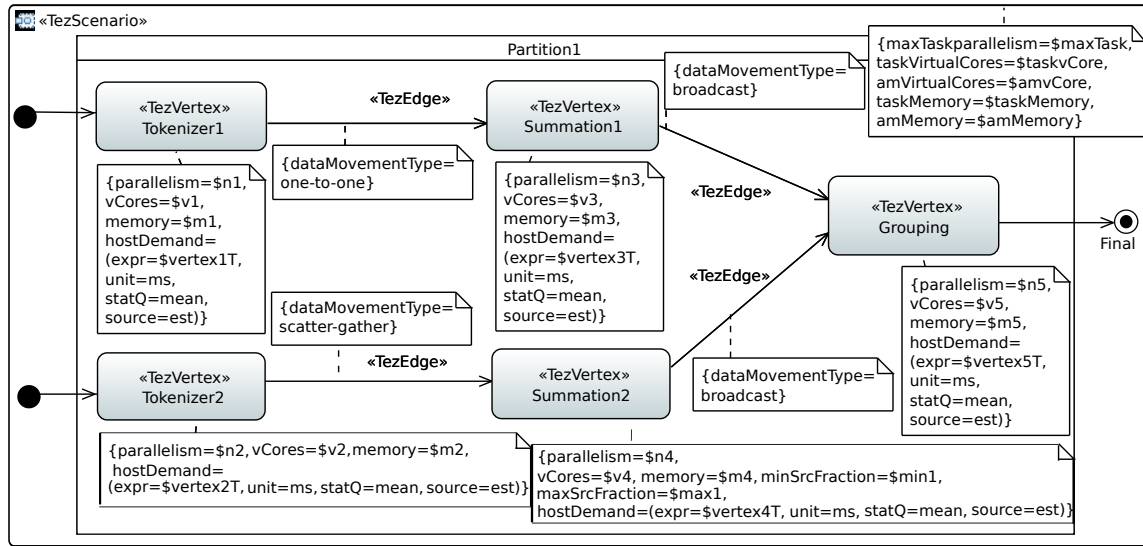 «TezScenario»
Partition1
{maxTaskparallelism=$maxTask,
taskVirtualCores=$taskvCore,
amVirtualCores=$amvCore,
taskMemory=$taskMemory,
amMemory=$amMemory}
{dataMovementType=
broadcast}
«TezVertex»
Tokenizer1
«TezEdge»
«TezVertex»
Summation1
{dataMovementType=
one-to-one}
{parallelism=$n1,
vCores=$v1,
memory=$m1,
hostDemand=
(expr=$vertex1T,
unit=ms,
statQ=mean,
source=est)}
{parallelism=$n3,
vCores=$v3,
memory=$m3,
hostDemand=
(expr=$vertex3T,
unit=ms,
statQ=mean,
source=est)}
«TezEdge»
«TezVertex»
Grouping
Final
«TezEdge»
{parallelism=$n5,
vCores=$v5,
memory=$m5,
hostDemand=
(expr=$vertex5T,
unit=ms,
statQ=mean,
source=est)}
{dataMovementType=
scatter-gather}
«TezEdge»
«TezVertex»
Tokenizer2
«TezVertex»
Summation2
{dataMovementType=
broadcast}
{parallelism=$n2, vCores=$v2, memory=$m2,
hostDemand=
(expr=$vertex2T, unit=ms, statQ=mean, source=est)}
{parallelism=$n4,
vCores=$v4, memory=$m4, minSrcFraction=$min1,
maxSrcFraction=$max1,
hostDemand=(expr=$vertex4T, unit=ms, statQ=mean, source=est)}